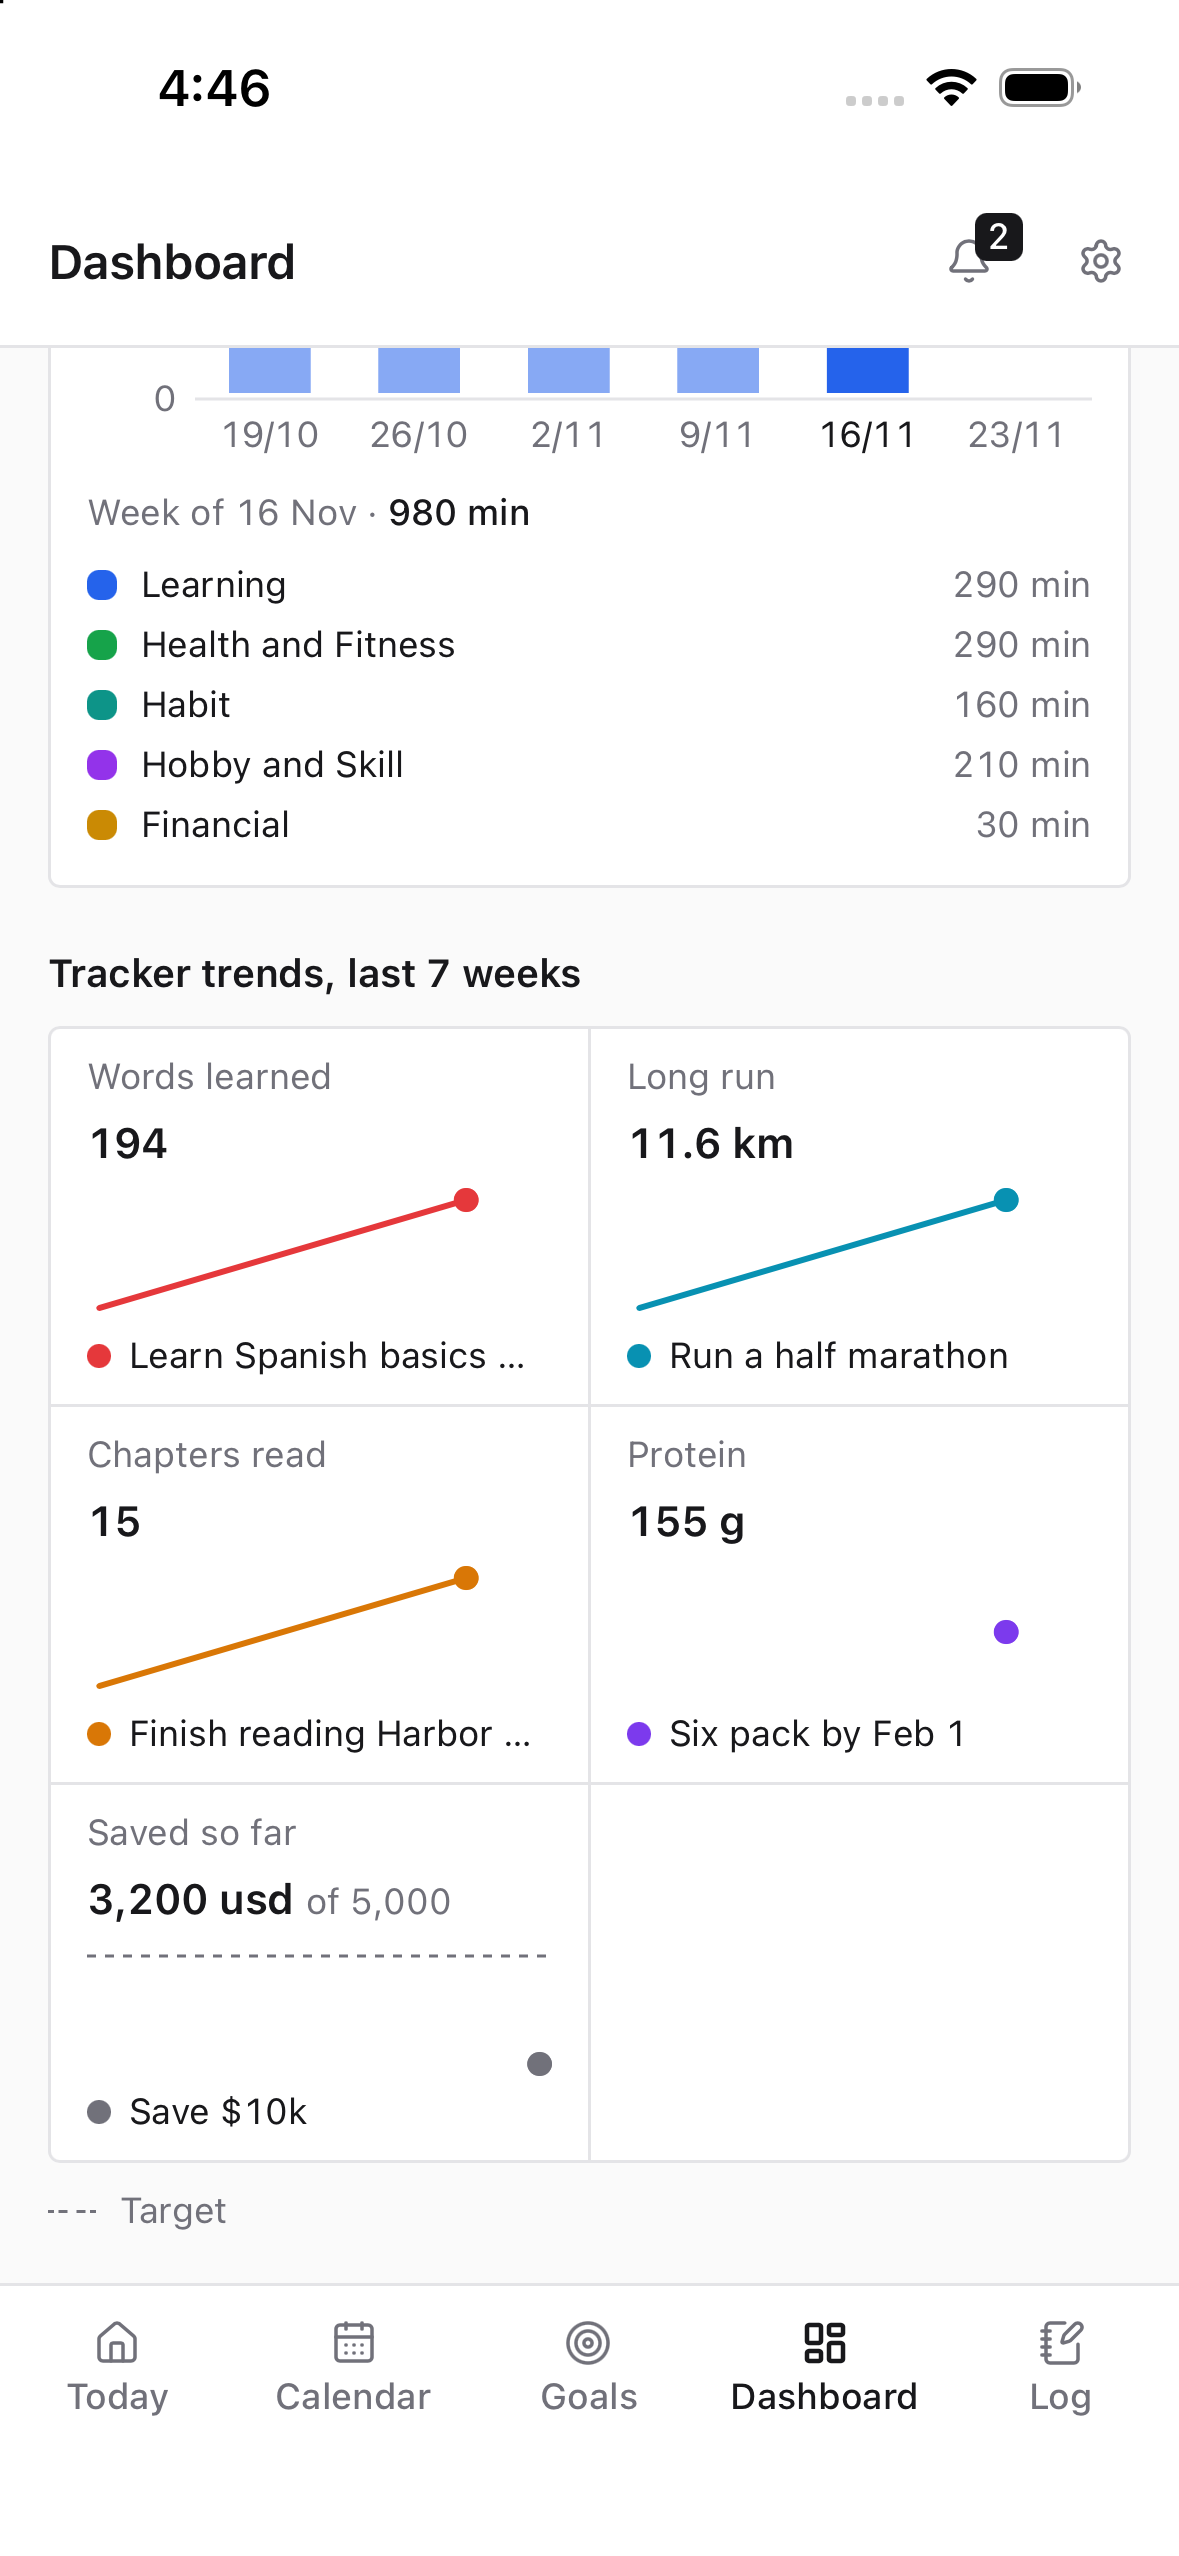 4:46
Dashboard
2
0
19/10 26/10 2/11 9/11 16/11 23/11
Week of 16 Nov · 980 min
Learning 290 min
Health and Fitness 290 min
Habit 160 min
Hobby and Skill 210 min
Financial 30 min
Tracker trends, last 7 weeks
Words learned
194
Learn Spanish basics ...
Long run
11.6 km
Run a half marathon
Chapters read
15
Finish reading Harbor ...
Protein
155 g
Six pack by Feb 1
Saved so far
3,200 usd of 5,000
Save $10k
Target
Today Calendar Goals Dashboard Log